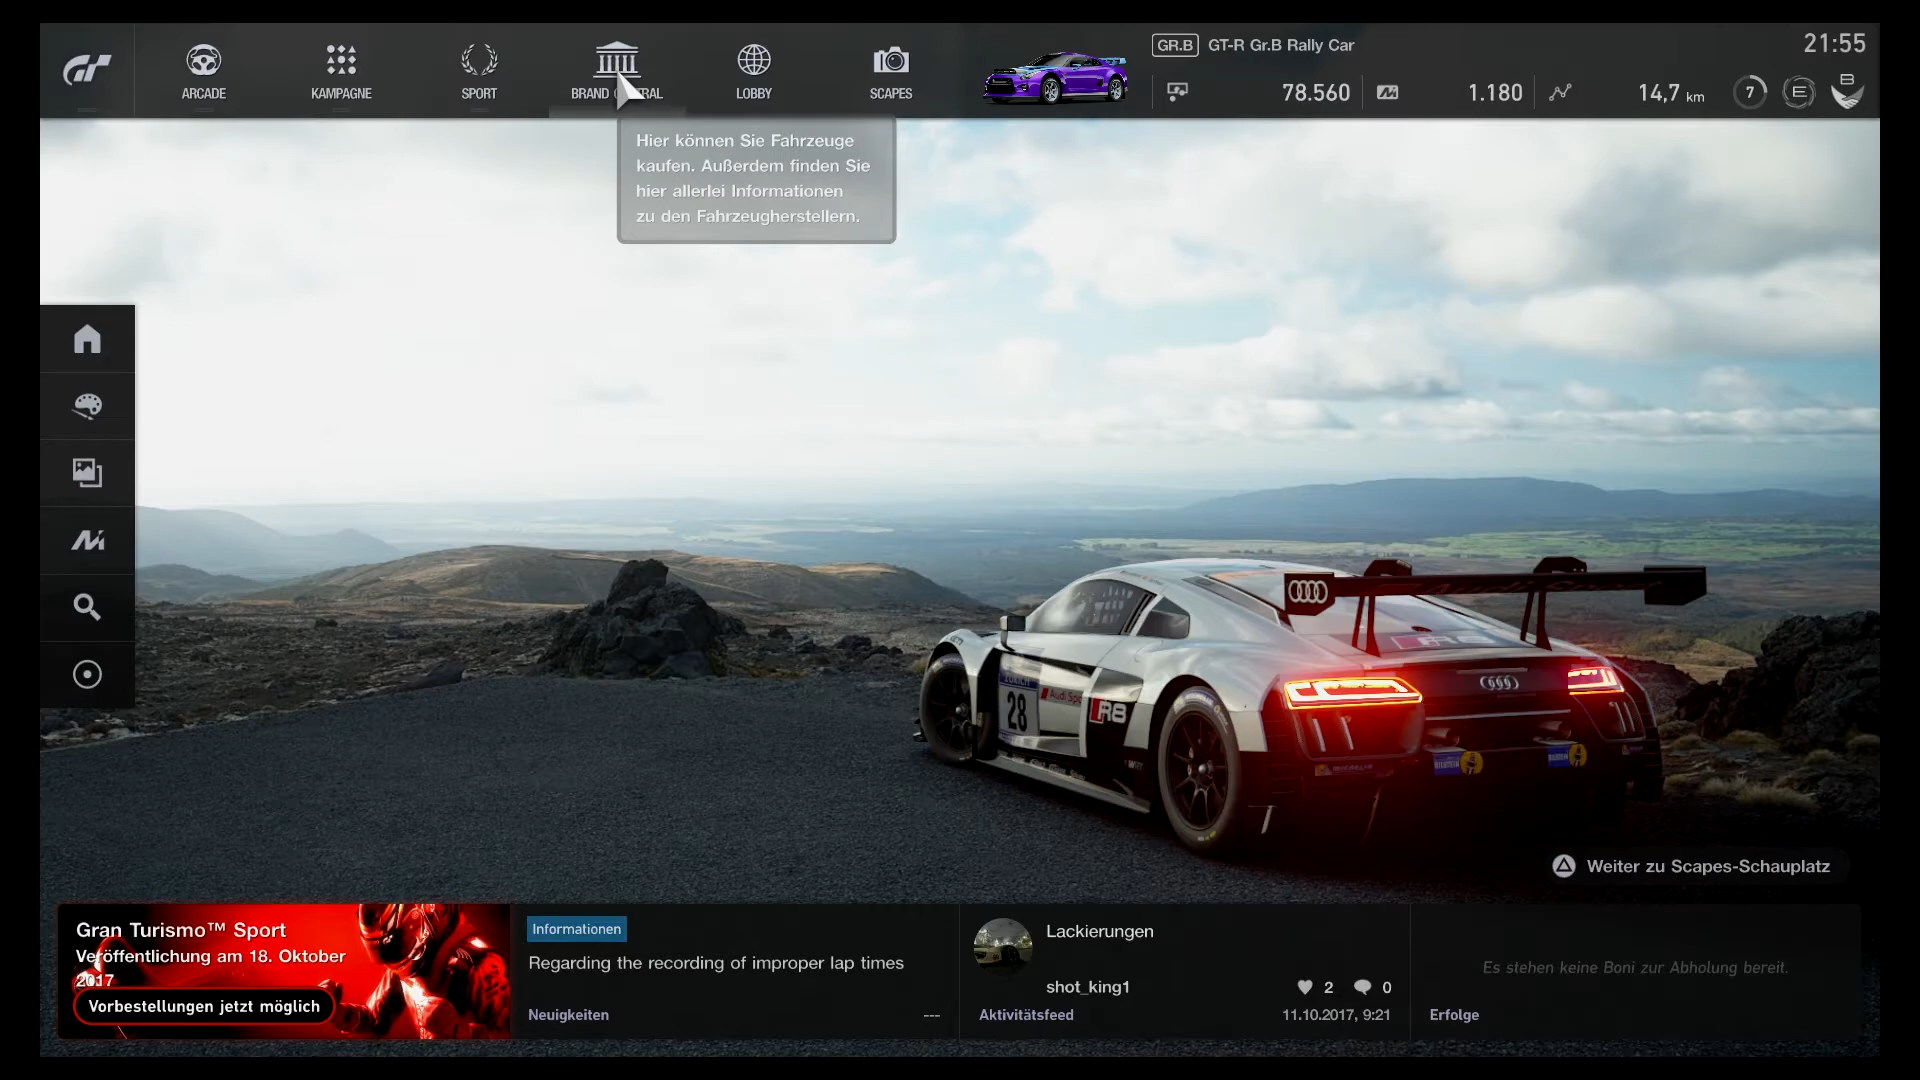 ARCADE
KAMPAGNE
SPORT
LOBBY
SCAPES
GR.B GT-R Gr.B Rally Car
21:55
78.560
1.180
14,7 km
7
E
B
Hier können Sie Fahrzeuge
kaufen. Außerdem finden Sie
hier allerlei Informationen
zu den Fahrzeugherstellern.
BRAND
28
Audi
R8
Weiter zu Scapes-Schauplatz
Gran Turismo™ Sport
Veröffentlichung am 18. Oktober
2017
Vorbestellungen jetzt möglich
Informationen
Regarding the recording of improper lap times
Neuigkeiten
---
Lackierungen
shot_king1
2
0
Aktivitätsfeed
11.10.2017, 9:21
Es stehen keine Boni zur Abholung bereit.
Erfolge